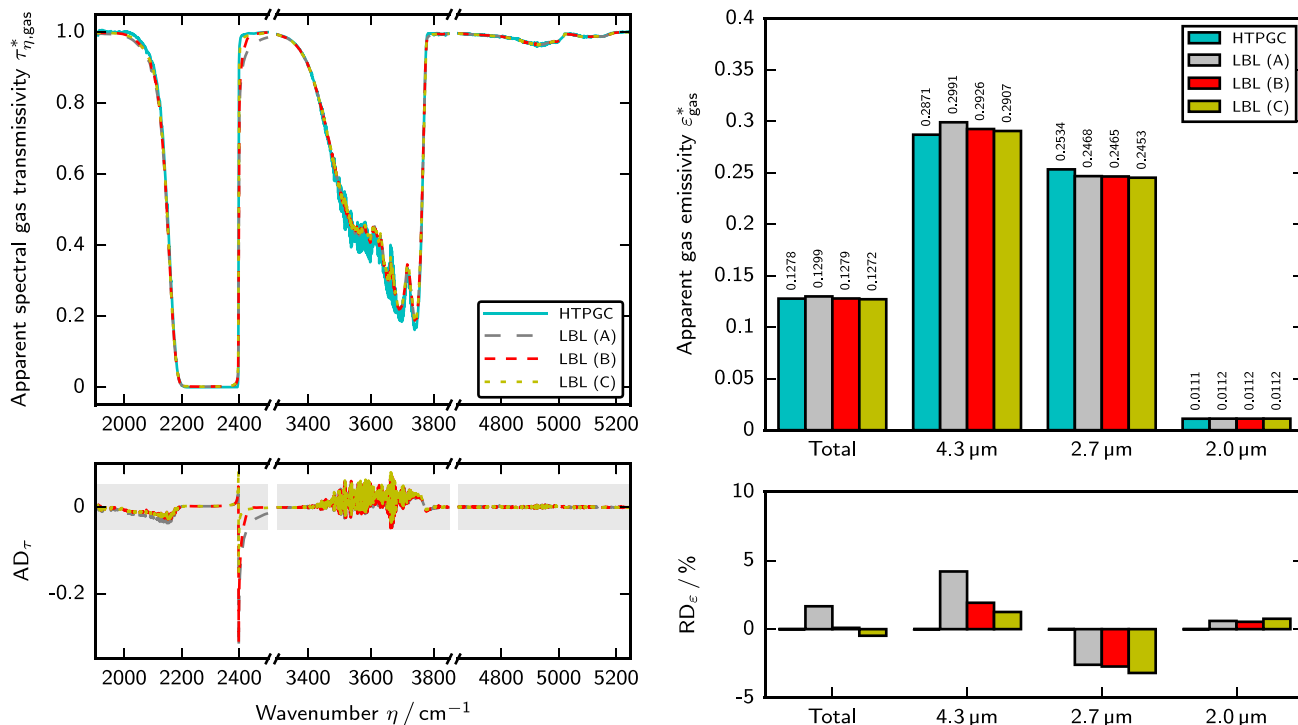 Apparent spectral gas transmissivity τ*η,gas
1.0
0.8
0.6
0.4
0.2
0
HTPGC
LBL (A)
LBL (B)
LBL (C)
2000 2200 2400 3200 3400 3600 3800 4800 5000 5200
ADτ
0
-0.2
2000 2200 2400 3200 3400 3600 3800 4800 5000 5200
Wavenumber η / cm⁻¹
Apparent gas emissivity ε*gas
0.4
0.35
0.3
0.25
0.2
0.15
0.1
0.05
0
HTPGC
LBL (A)
LBL (B)
LBL (C)
0.1278 0.1299 0.1279 0.1272
0.2871 0.2991 0.2926 0.2907
0.2534 0.2468 0.2465 0.2453
0.0111 0.0112 0.0112 0.0112
Total 4.3 µm 2.7 µm 2.0 µm
RDε / %
10
5
0
-5
Total 4.3 µm 2.7 µm 2.0 µm